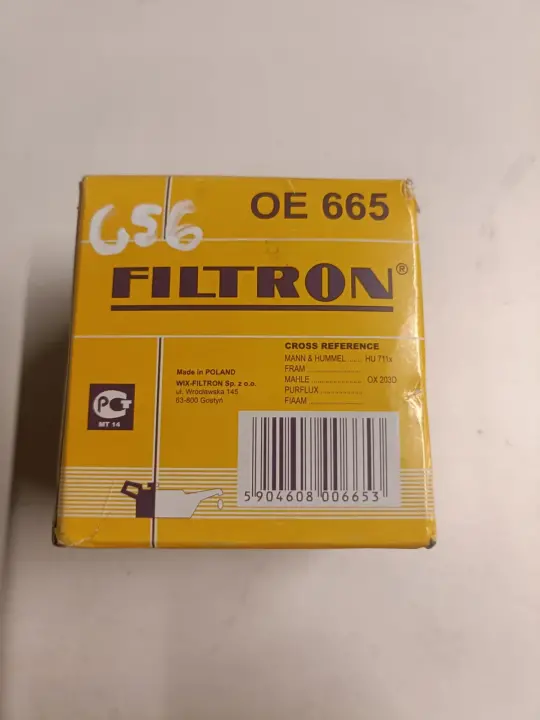 656
OE 665
FILTRON®
CROSS REFERENCE
MANN & HUMMEL ...... HU 711x
FRAM ........................
MAHLE ........................ OX 203D
PURFLUX ........................
FIAAM ........................
Made in POLAND
WIX-FILTRON Sp. z o.o.
ul. Wrocławska 145
63-800 Gostyń
PCT
MT 14
5 904608 006653